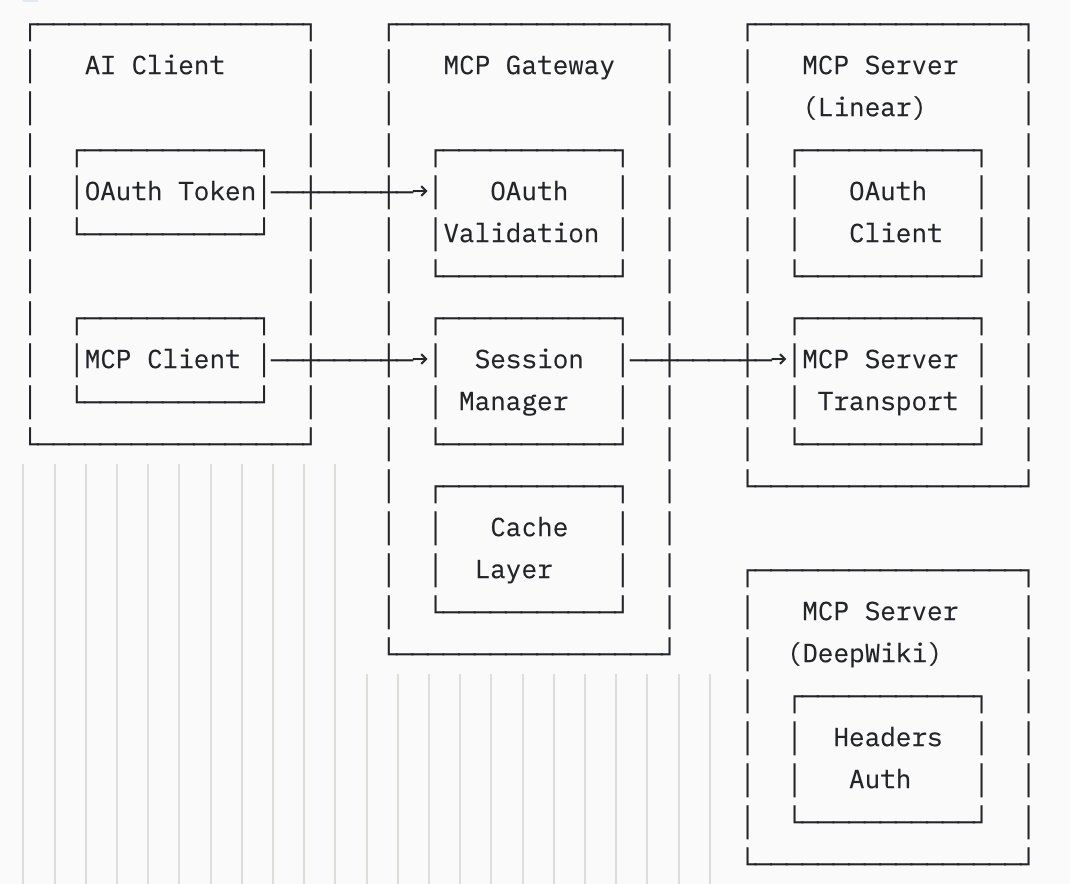 AI Client
OAuth Token
MCP Client
MCP Gateway
OAuth
Validation
Session
Manager
Cache
Layer
MCP Server
(Linear)
OAuth
Client
MCP Server
Transport
MCP Server
(DeepWiki)
Headers
Auth